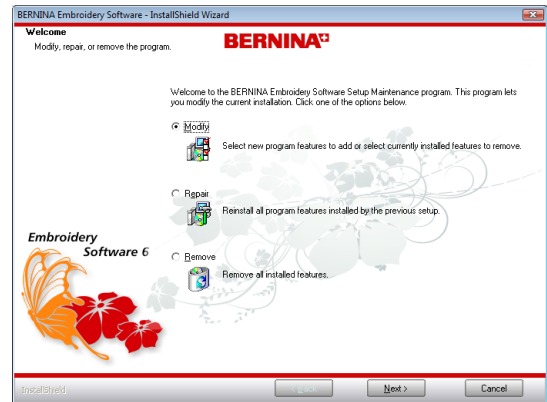 BERNINA Embroidery Software - InstallShield Wizard
Welcome
Modify, repair, or remove the program.
BERNINA
Welcome to the BERNINA Embroidery Software Setup Maintenance program. This program lets
you modify the current installation. Click one of the options below.
Modify
Select new program features to add or select currently installed features to remove.
Repair
Reinstall all program features installed by the previous setup.
Remove
Remove all installed features.
Embroidery
Software 6
InstallShield
< Back
Next >
Cancel